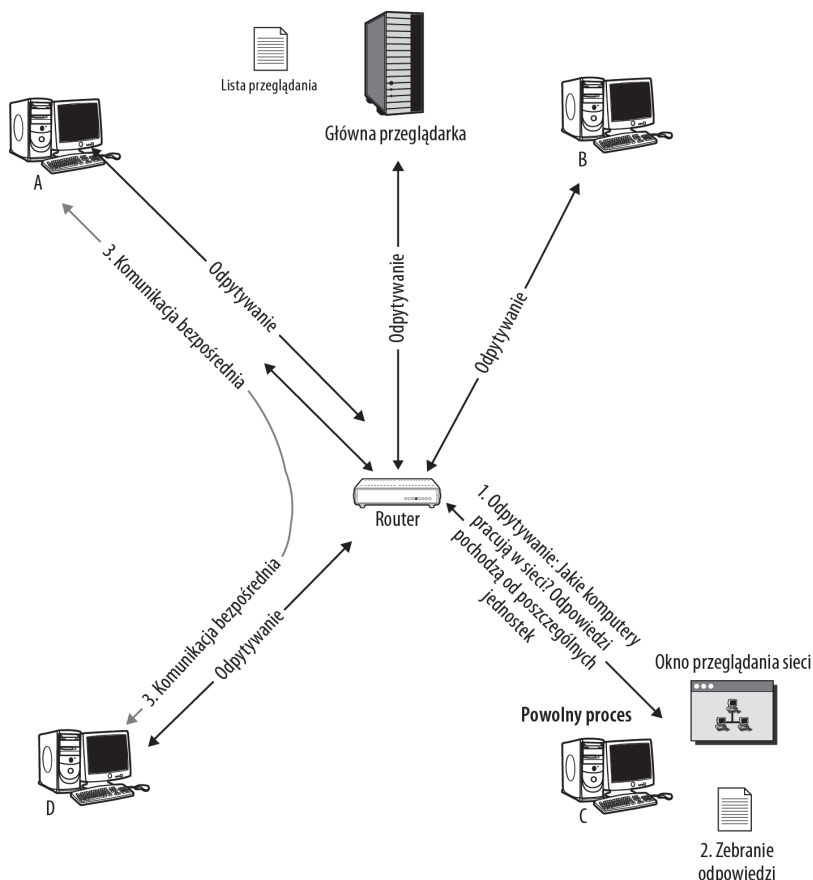 Lista przeglądania
Główna przeglądarka
A
B
3. Komunikacja bezpośrednia
Odpytywanie
Odpytywanie
Odpytywanie
Router
1. Odpytywanie: Jakie komputery
pracują w sieci? Odpowiedzi
pochodzą od poszczególnych
jednostek
3. Komunikacja bezpośrednia
Odpytywanie
Okno przeglądania sieci
Powolny proces
D
C
2. Zebranie
odpowiedzi